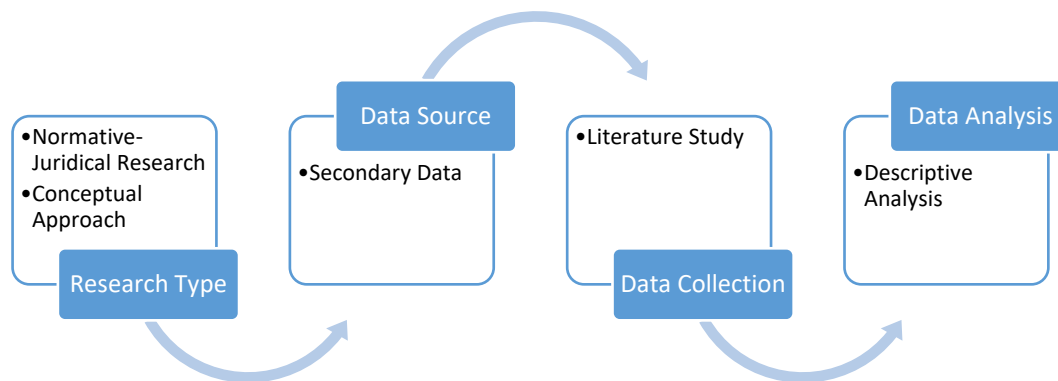 •Normative-
Juridical Research
•Conceptual
Approach
Research Type
Data Source
•Secondary Data
•Literature Study
Data Collection
Data Analysis
•Descriptive
Analysis